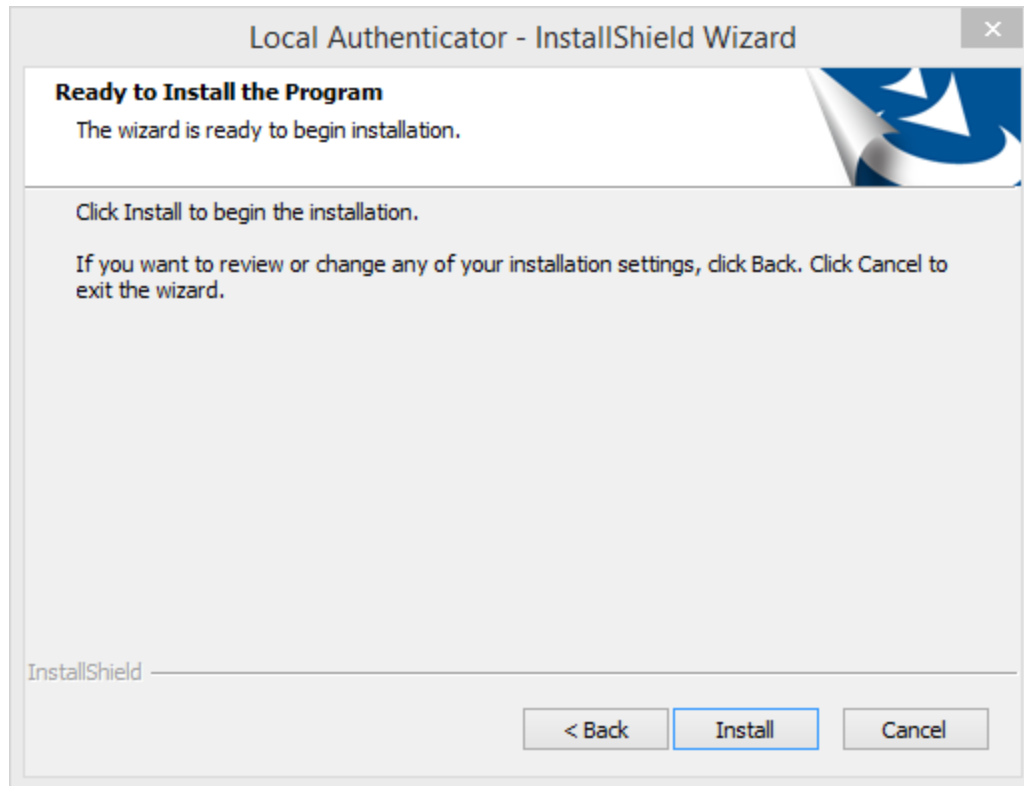 Local Authenticator - InstallShield Wizard
Ready to Install the Program
The wizard is ready to begin installation.
Click Install to begin the installation.
If you want to review or change any of your installation settings, click Back. Click Cancel to
exit the wizard.
InstallShield
< Back
Install
Cancel